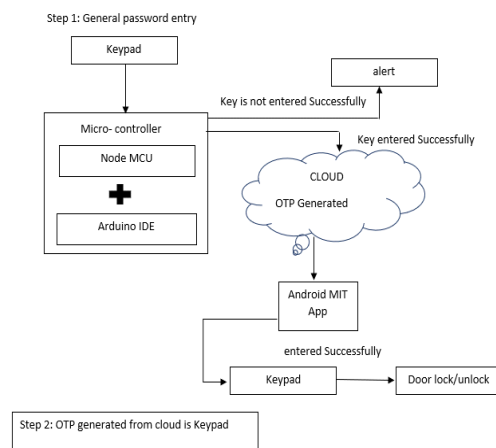 Step 1: General password entry
Keypad
alert
Key is not entered Successfully
Micro- controller
Key entered Successfully
Node MCU
CLOUD
OTP Generated
Arduino IDE
Android MIT
App
entered Successfully
Keypad
Door lock/unlock
Step 2: OTP generated from cloud is Keypad